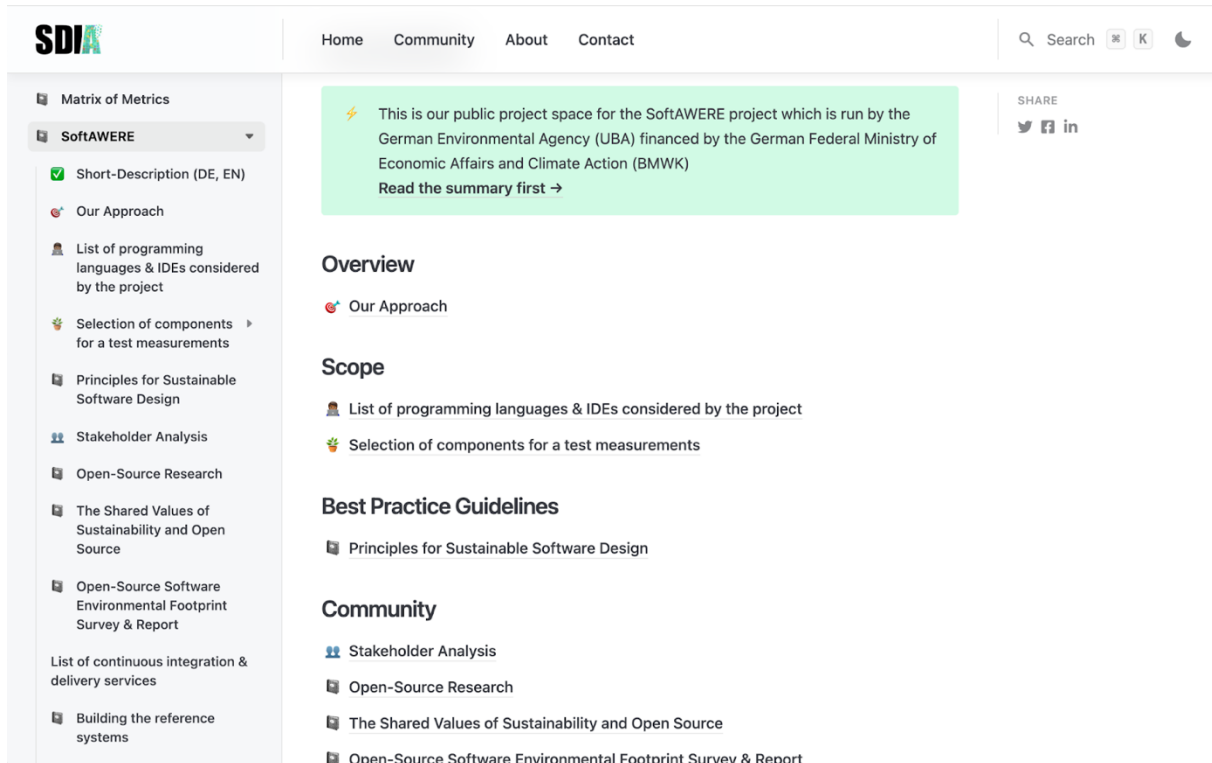 SDIA
Home Community About Contact
Search ⌘ K
Matrix of Metrics
SoftAWERE
Short-Description (DE, EN)
Our Approach
List of programming
languages & IDEs considered
by the project
Selection of components
for a test measurements
Principles for Sustainable
Software Design
Stakeholder Analysis
Open-Source Research
The Shared Values of
Sustainability and Open
Source
Open-Source Software
Environmental Footprint
Survey & Report
List of continuous integration &
delivery services
Building the reference
systems
This is our public project space for the SoftAWERE project which is run by the
German Environmental Agency (UBA) financed by the German Federal Ministry of
Economic Affairs and Climate Action (BMWK)
Read the summary first →
Overview
Our Approach
Scope
List of programming languages & IDEs considered by the project
Selection of components for a test measurements
Best Practice Guidelines
Principles for Sustainable Software Design
Community
Stakeholder Analysis
Open-Source Research
The Shared Values of Sustainability and Open Source
Open-Source Software Environmental Footprint Survey & Report
SHARE